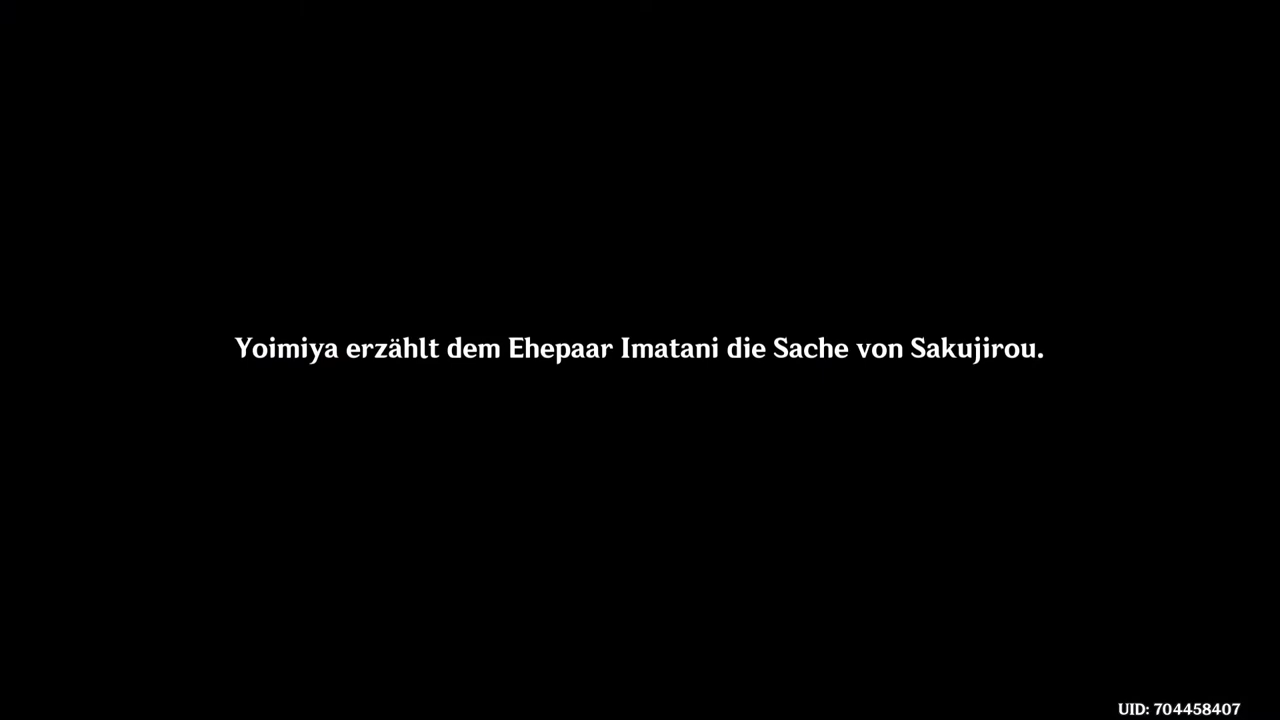 Yoimiya erzählt dem Ehepaar Imatani die Sache von Sakujirou.
UID: 704458407